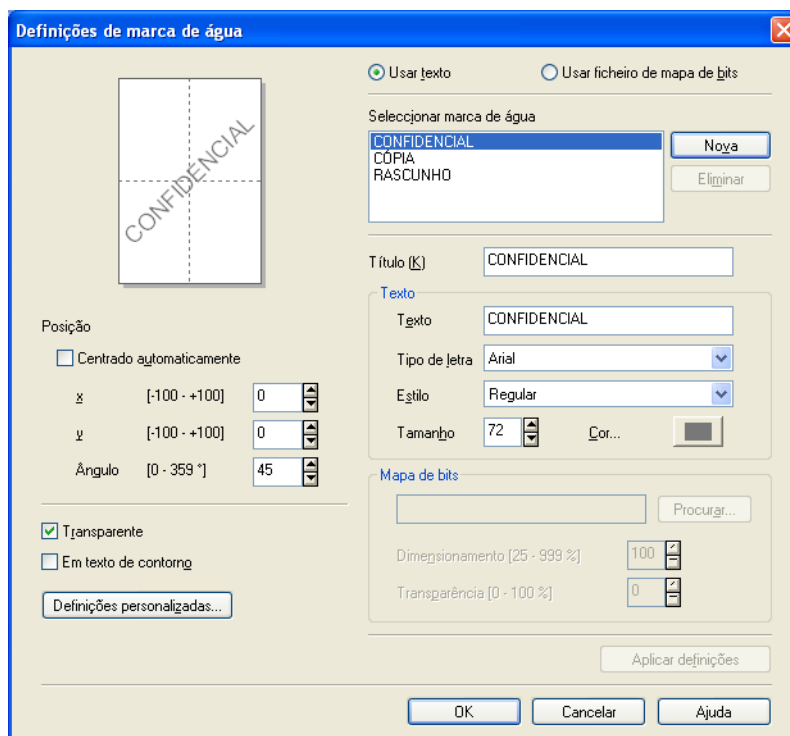 Definições de marca de água
CONFIDENCIAL
Posição
Centrado automaticamente
x [-100 - +100] 0
y [-100 - +100] 0
Ângulo [0 - 359 °] 45
Transparente
Em texto de contorno
Definições personalizadas...
Usar texto Usar ficheiro de mapa de bits
Seleccionar marca de água
CONFIDENCIAL
CÓPIA
RASCUNHO
Nova
Eliminar
Título (K) CONFIDENCIAL
Texto
Texto CONFIDENCIAL
Tipo de letra Arial
Estilo Regular
Tamanho 72 Cor...
Mapa de bits
Procurar...
Dimensionamento [25 - 999 %] 100
Transparência [0 - 100 %] 0
Aplicar definições
OK Cancelar Ajuda